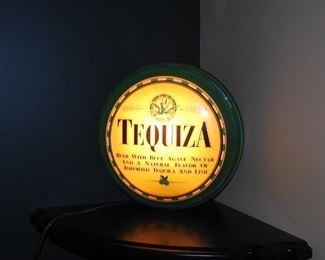 TEQUIZA
BEER WITH BLUE AGAVE NECTAR
AND A NATURAL FLAVOR OF
IMPORTED TEQUILA AND LIME